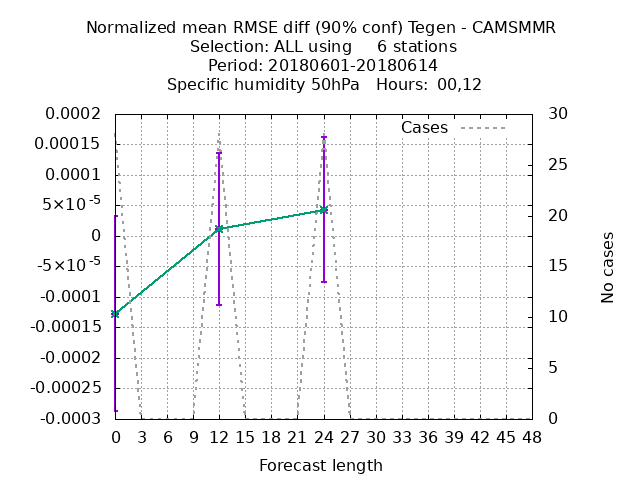 Normalized mean RMSE diff (90% conf) Tegen - CAMSMMR
Selection: ALL using     6 stations
Period: 20180601-20180614
Specific humidity 50hPa   Hours:  00,12
Cases
0.0002
0.00015
0.0001
5×10^-5
0
-5×10^-5
-0.0001
-0.00015
-0.0002
-0.00025
-0.0003
30
25
20
15
10
5
0
No cases
0 3 6 9 12 15 18 21 24 27 30 33 36 39 42 45 48
Forecast length